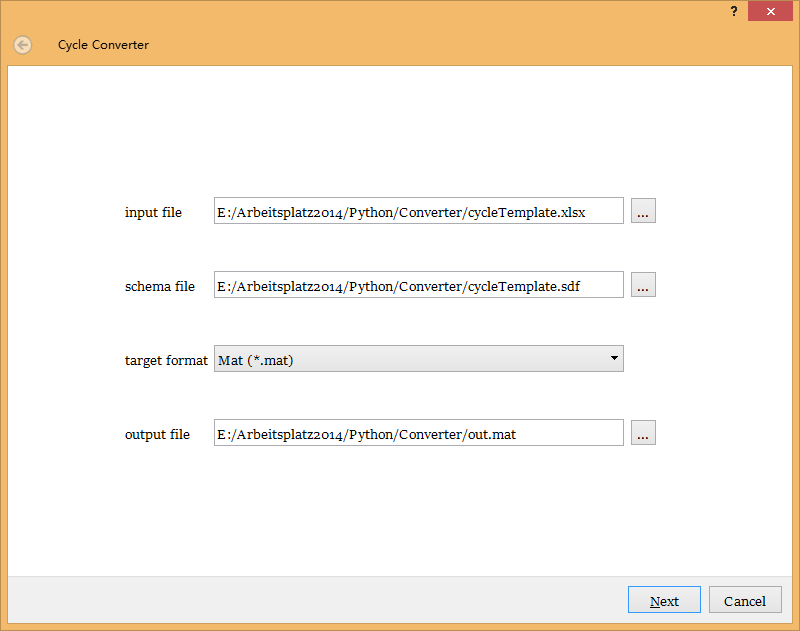 ?
Cycle Converter
input file E:/Arbeitsplatz2014/Python/Converter/cycleTemplate.xlsx ...
schema file E:/Arbeitsplatz2014/Python/Converter/cycleTemplate.sdf ...
target format Mat (*.mat)
output file E:/Arbeitsplatz2014/Python/Converter/out.mat ...
Next Cancel